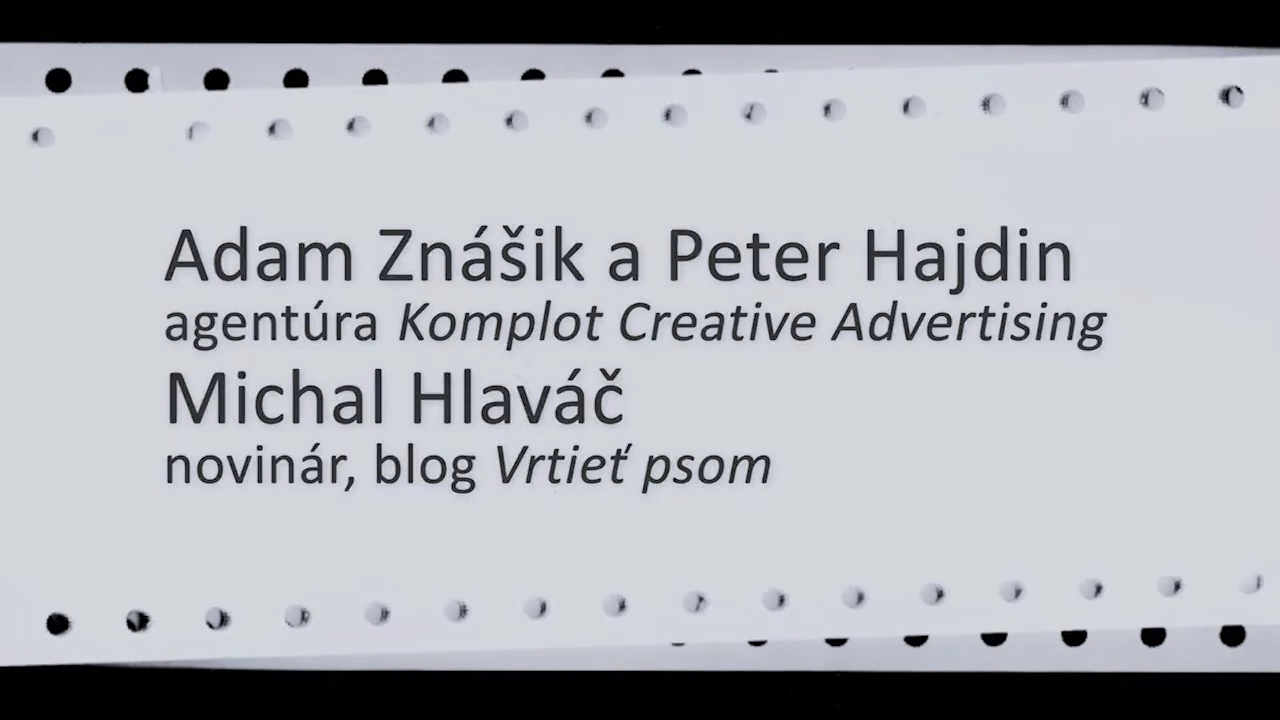 Adam Znášik a Peter Hajdin
agentúra Komplot Creative Advertising
Michal Hlaváč
novinár, blog Vrtieť psom